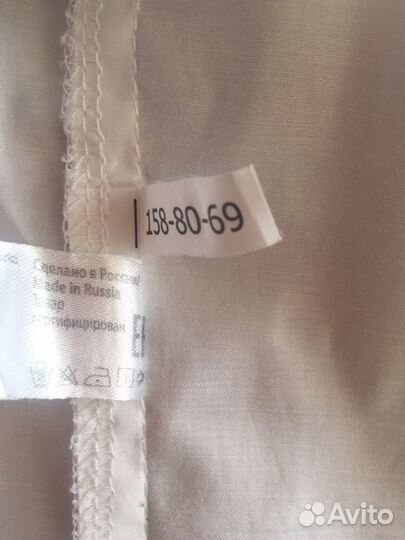 158-80-69
Сделано в России
Made in Russia
Товар
сертифицирован
Avito